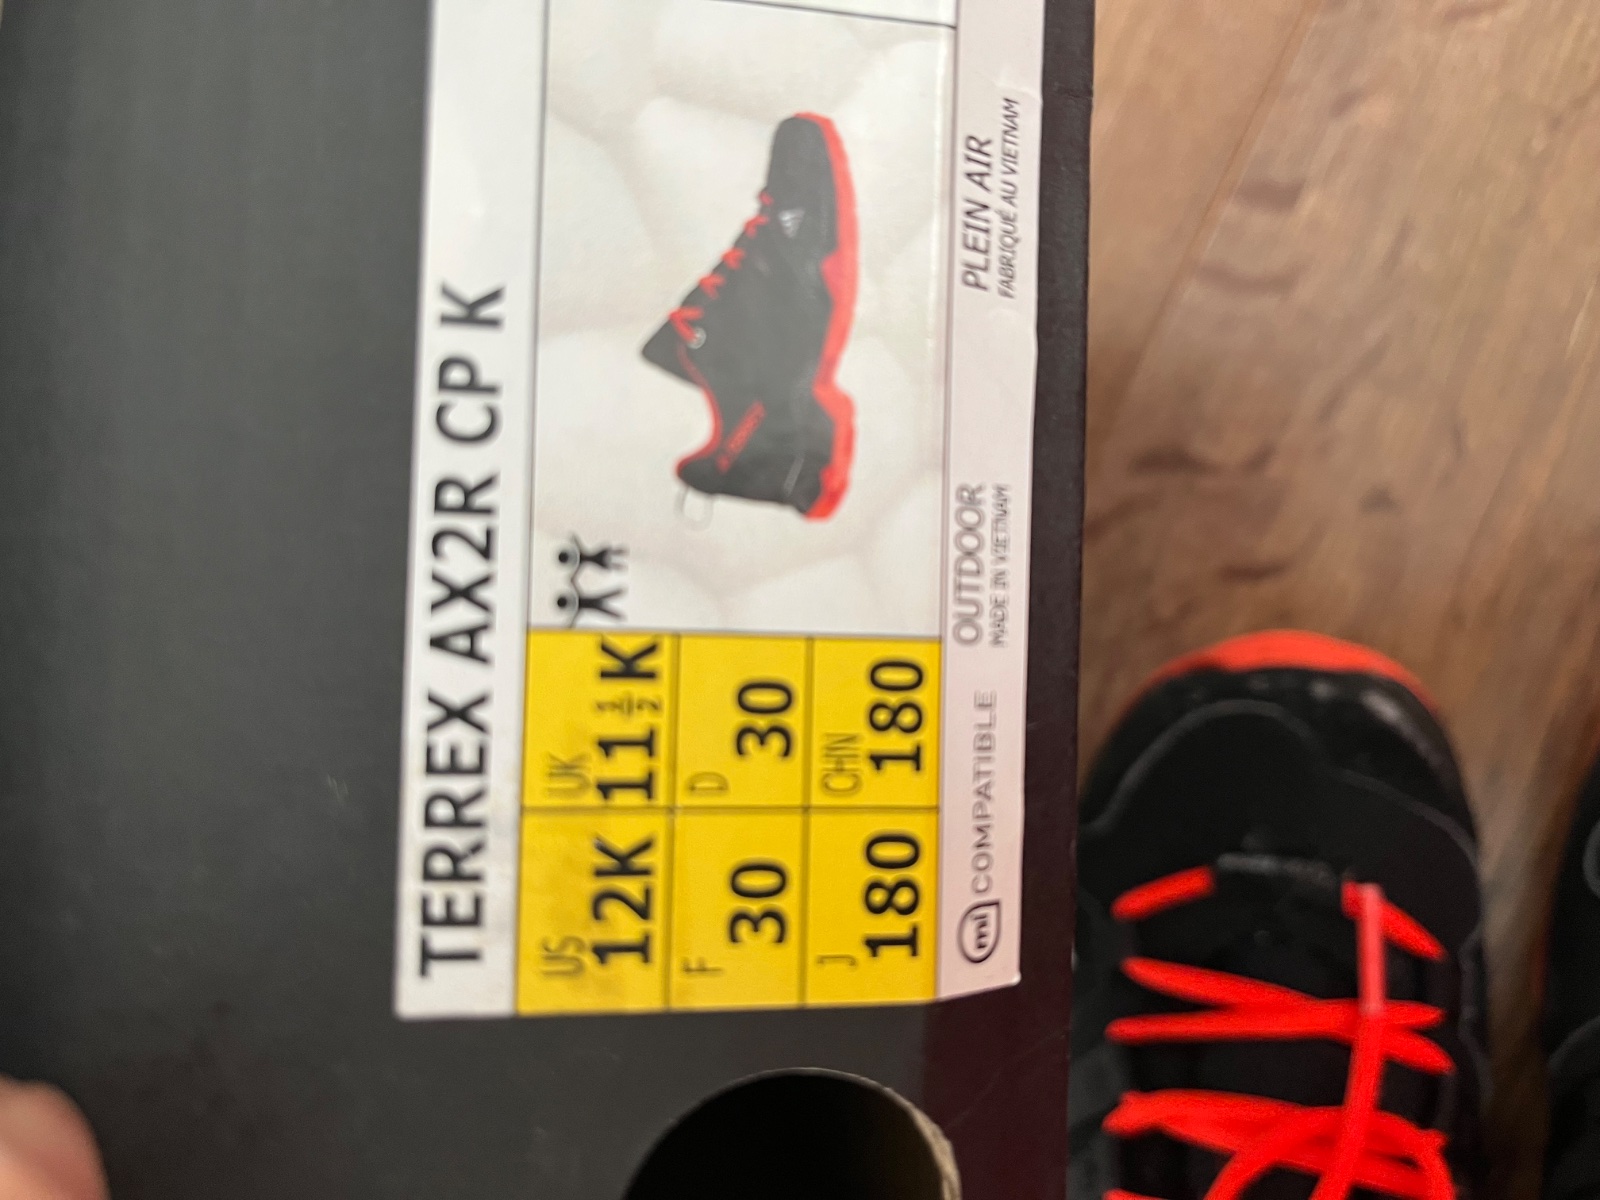 TERREX AX2R CP K
US 12K UK 11½K
F 30 D 30
J 180 CHN 180
mi COMPATIBLE OUTDOOR PLEIN AIR
MADE IN VIETNAM FABRIQUÉ AU VIETNAM